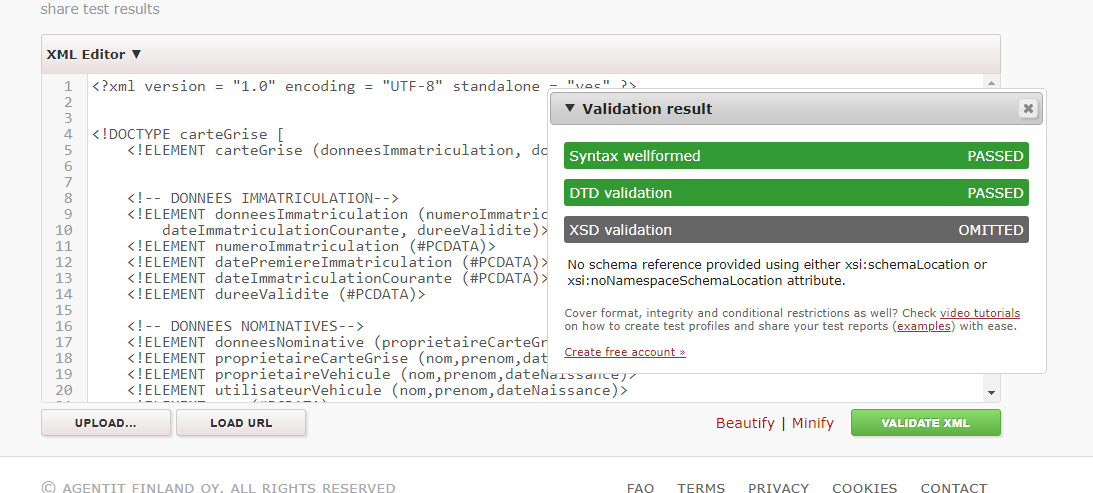 share test results
XML Editor ▼
1 <?xml version = "1.0" encoding = "UTF-8" standalone = "yes" ?>
2
3
4 <!DOCTYPE carteGrise [
5 <!ELEMENT carteGrise (donneesImmatriculation, do
6
7
8 <!-- DONNEES IMMATRICULATION-->
9 <!ELEMENT donneesImmatriculation (numeroImmatric
10 dateImmatriculationCourante, dureeValidite)>
11 <!ELEMENT numeroImmatriculation (#PCDATA)>
12 <!ELEMENT datePremiereImmatriculation (#PCDATA)>
13 <!ELEMENT dateImmatriculationCourante (#PCDATA)>
14 <!ELEMENT dureeValidite (#PCDATA)>
15
16 <!-- DONNEES NOMINATIVES-->
17 <!ELEMENT donneesNominative (proprietaireCarteGr
18 <!ELEMENT proprietaireCarteGrise (nom,prenom,dat
19 <!ELEMENT proprietaireVehicule (nom,prenom,dateNaissance)>
20 <!ELEMENT utilisateurVehicule (nom,prenom,dateNaissance)>
▼ Validation result
Syntax wellformed PASSED
DTD validation PASSED
XSD validation OMITTED
No schema reference provided using either xsi:schemaLocation or
xsi:noNamespaceSchemaLocation attribute.
Cover format, integrity and conditional restrictions as well? Check video tutorials
on how to create test profiles and share your test reports (examples) with ease.
Create free account »
UPLOAD... LOAD URL Beautify | Minify VALIDATE XML
© AGENTIT FINLAND OY. ALL RIGHTS RESERVED FAQ TERMS PRIVACY COOKIES CONTACT